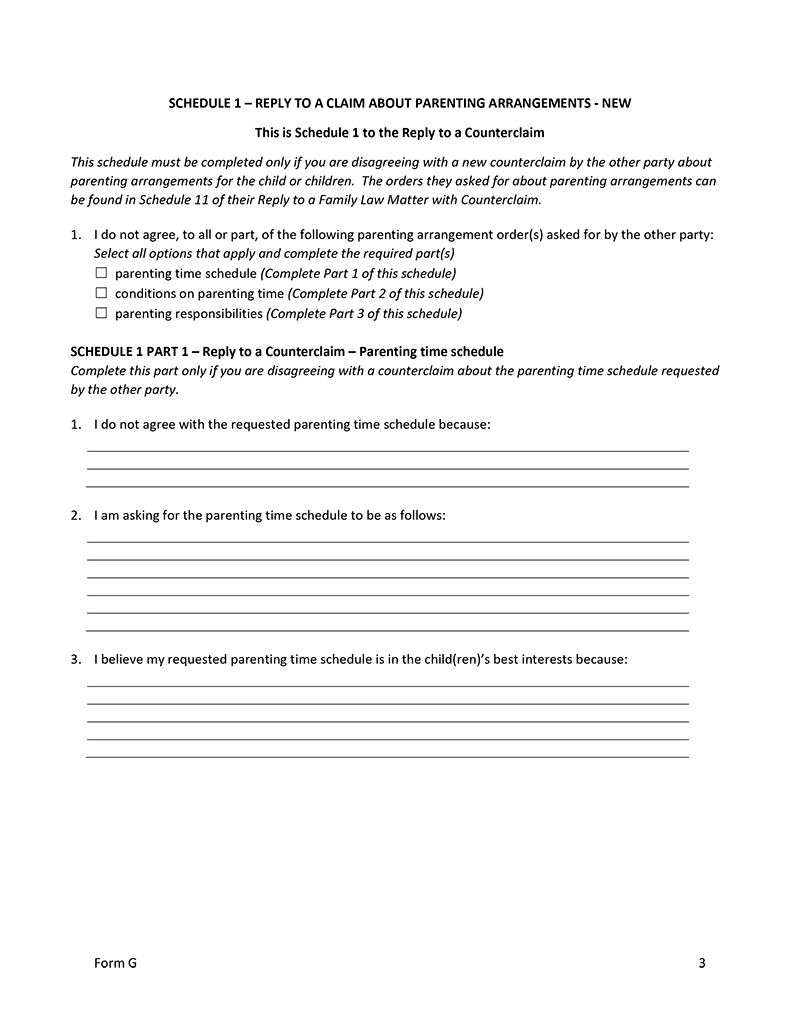 SCHEDULE 1 – REPLY TO A CLAIM ABOUT PARENTING ARRANGEMENTS - NEW
This is Schedule 1 to the Reply to a Counterclaim
This schedule must be completed only if you are disagreeing with a new counterclaim by the other party about
parenting arrangements for the child or children.  The orders they asked for about parenting arrangements can
be found in Schedule 11 of their Reply to a Family Law Matter with Counterclaim.
1. I do not agree, to all or part, of the following parenting arrangement order(s) asked for by the other party:
Select all options that apply and complete the required part(s)
☐ parenting time schedule (Complete Part 1 of this schedule)
☐ conditions on parenting time (Complete Part 2 of this schedule)
☐ parenting responsibilities (Complete Part 3 of this schedule)
SCHEDULE 1 PART 1 – Reply to a Counterclaim – Parenting time schedule
Complete this part only if you are disagreeing with a counterclaim about the parenting time schedule requested
by the other party.
1. I do not agree with the requested parenting time schedule because:
2. I am asking for the parenting time schedule to be as follows:
3. I believe my requested parenting time schedule is in the child(ren)’s best interests because:
Form G 3